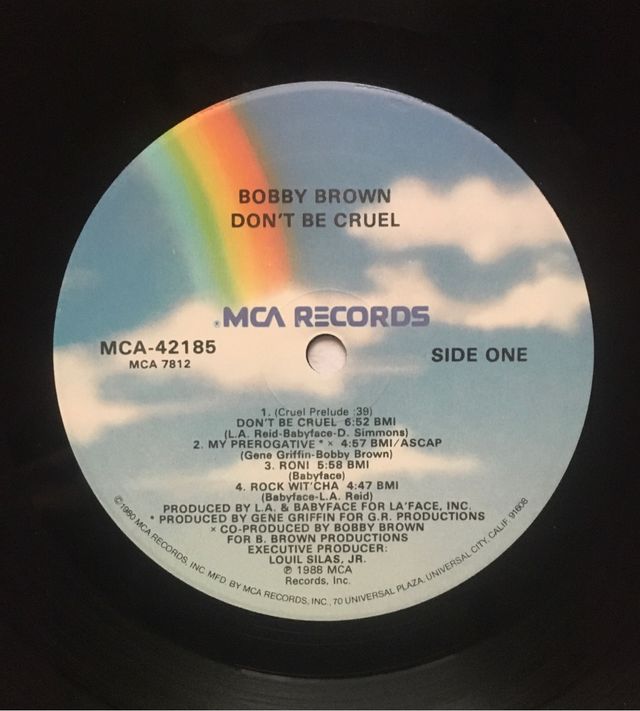 BOBBY BROWN
DON'T BE CRUEL
®MCA RECORDS
MCA-42185
MCA 7812
SIDE ONE
1. (Cruel Prelude :39)
DON'T BE CRUEL 6:52 BMI
(L.A. Reid-Babyface-D. Simmons)
2. MY PREROGATIVE * × 4:57 BMI/ASCAP
(Gene Griffin-Bobby Brown)
3. RONI 5:58 BMI
(Babyface)
4. ROCK WIT'CHA 4:47 BMI
(Babyface-L.A. Reid)
PRODUCED BY L.A. & BABYFACE FOR LA'FACE, INC.
* PRODUCED BY GENE GRIFFIN FOR G.R. PRODUCTIONS
× CO-PRODUCED BY BOBBY BROWN
FOR B. BROWN PRODUCTIONS
EXECUTIVE PRODUCER:
LOUIL SILAS, JR.
℗ 1988 MCA
Records, Inc.
©1980 MCA RECORDS, INC. MFD BY MCA RECORDS, INC., 70 UNIVERSAL PLAZA, UNIVERSAL CITY, CALIF. 91608